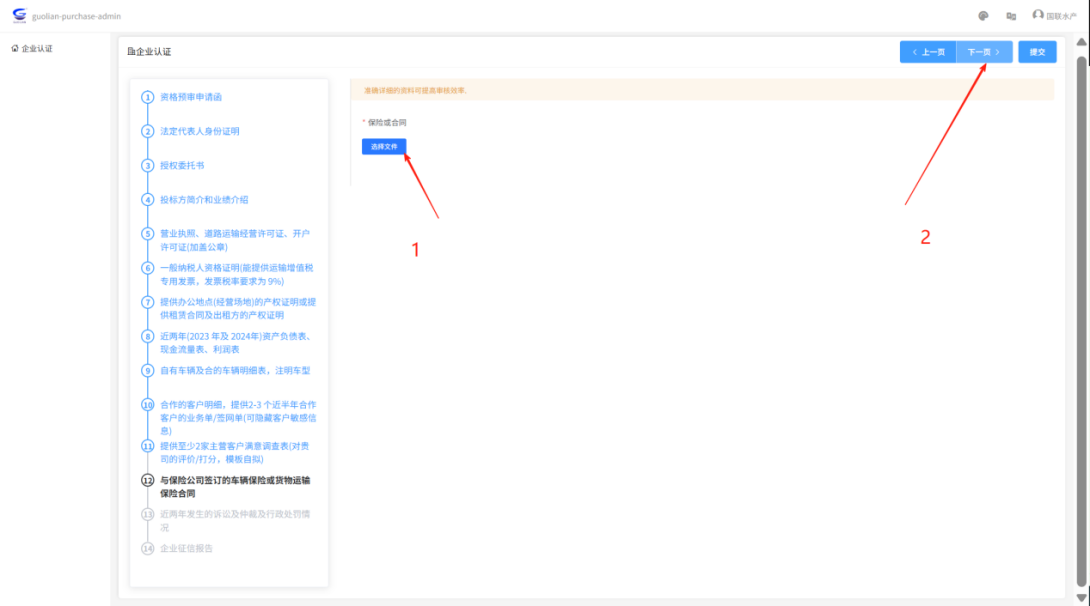 guolian-purchase-admin
国联水产
企业认证
企业认证
上一页
下一页
提交
1 资格预审申请函
2 法定代表人身份证明
3 授权委托书
4 投标方简介和业绩介绍
5 营业执照、道路运输经营许可证、开户
许可证(加盖公章)
6 一般纳税人资格证明(能提供运输增值税
专用发票，发票税率要求为 9%)
7 提供办公地点(经营场地)的产权证明或提
供租赁合同及出租方的产权证明
8 近两年(2023 年及 2024年)资产负债表、
现金流量表、利润表
9 自有车辆及合的车辆明细表，注明车型
10 合作的客户明细，提供2-3 个近半年合作
客户的业务单/签网单(可隐藏客户敏感信
息)
11 提供至少2家主营客户满意调查表(对贵
司的评价/打分，模板自拟)
12 与保险公司签订的车辆保险或货物运输
保险合同
13 近两年发生的诉讼及仲裁及行政处罚情
况
14 企业征信报告
准确详细的资料可提高审核效率.
* 保险或合同
选择文件
1
2